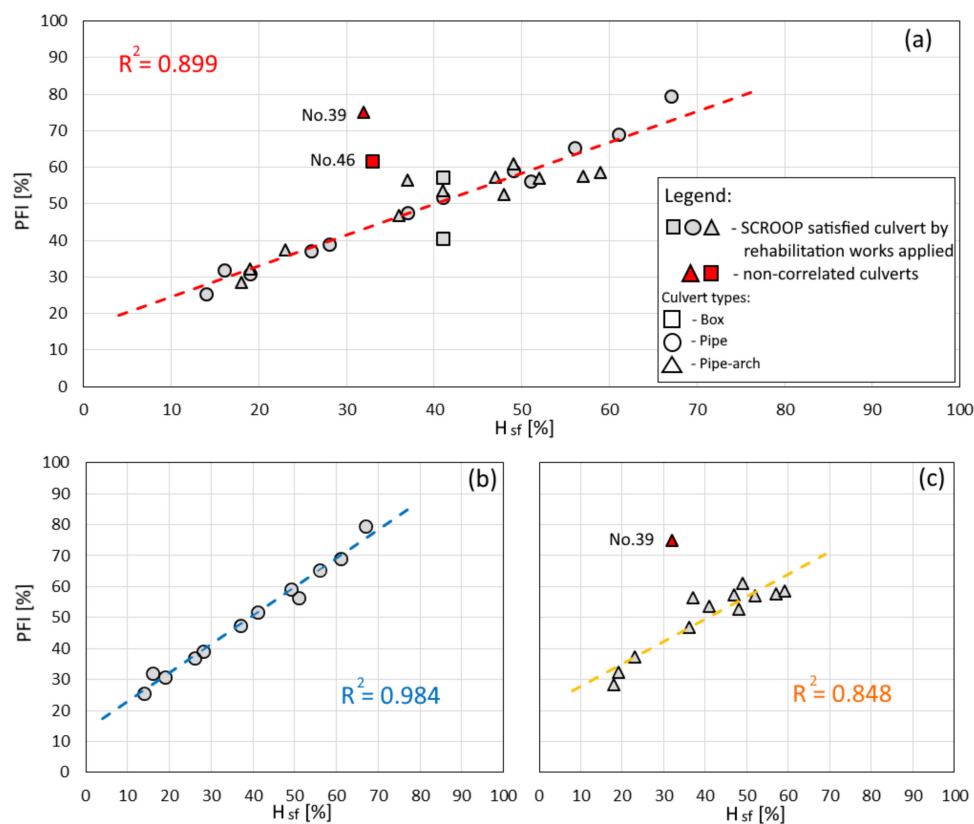 (a)
R² = 0.899
No.39
No.46
PFI [%]
100
90
80
70
60
50
40
30
20
10
0
Legend:
- SCROOP satisfied culvert by
rehabilitation works applied
- non-correlated culverts
Culvert types:
- Box
- Pipe
- Pipe-arch
0 10 20 30 40 50 60 70 80 90 100
H sf [%]
(b)
PFI [%]
100
90
80
70
60
50
40
30
20
10
0
R² = 0.984
0 10 20 30 40 50 60 70 80 90 100
H sf [%]
(c)
100
90
80
70
60
50
40
30
20
10
0
No.39
R² = 0.848
0 10 20 30 40 50 60 70 80 90 100
H sf [%]